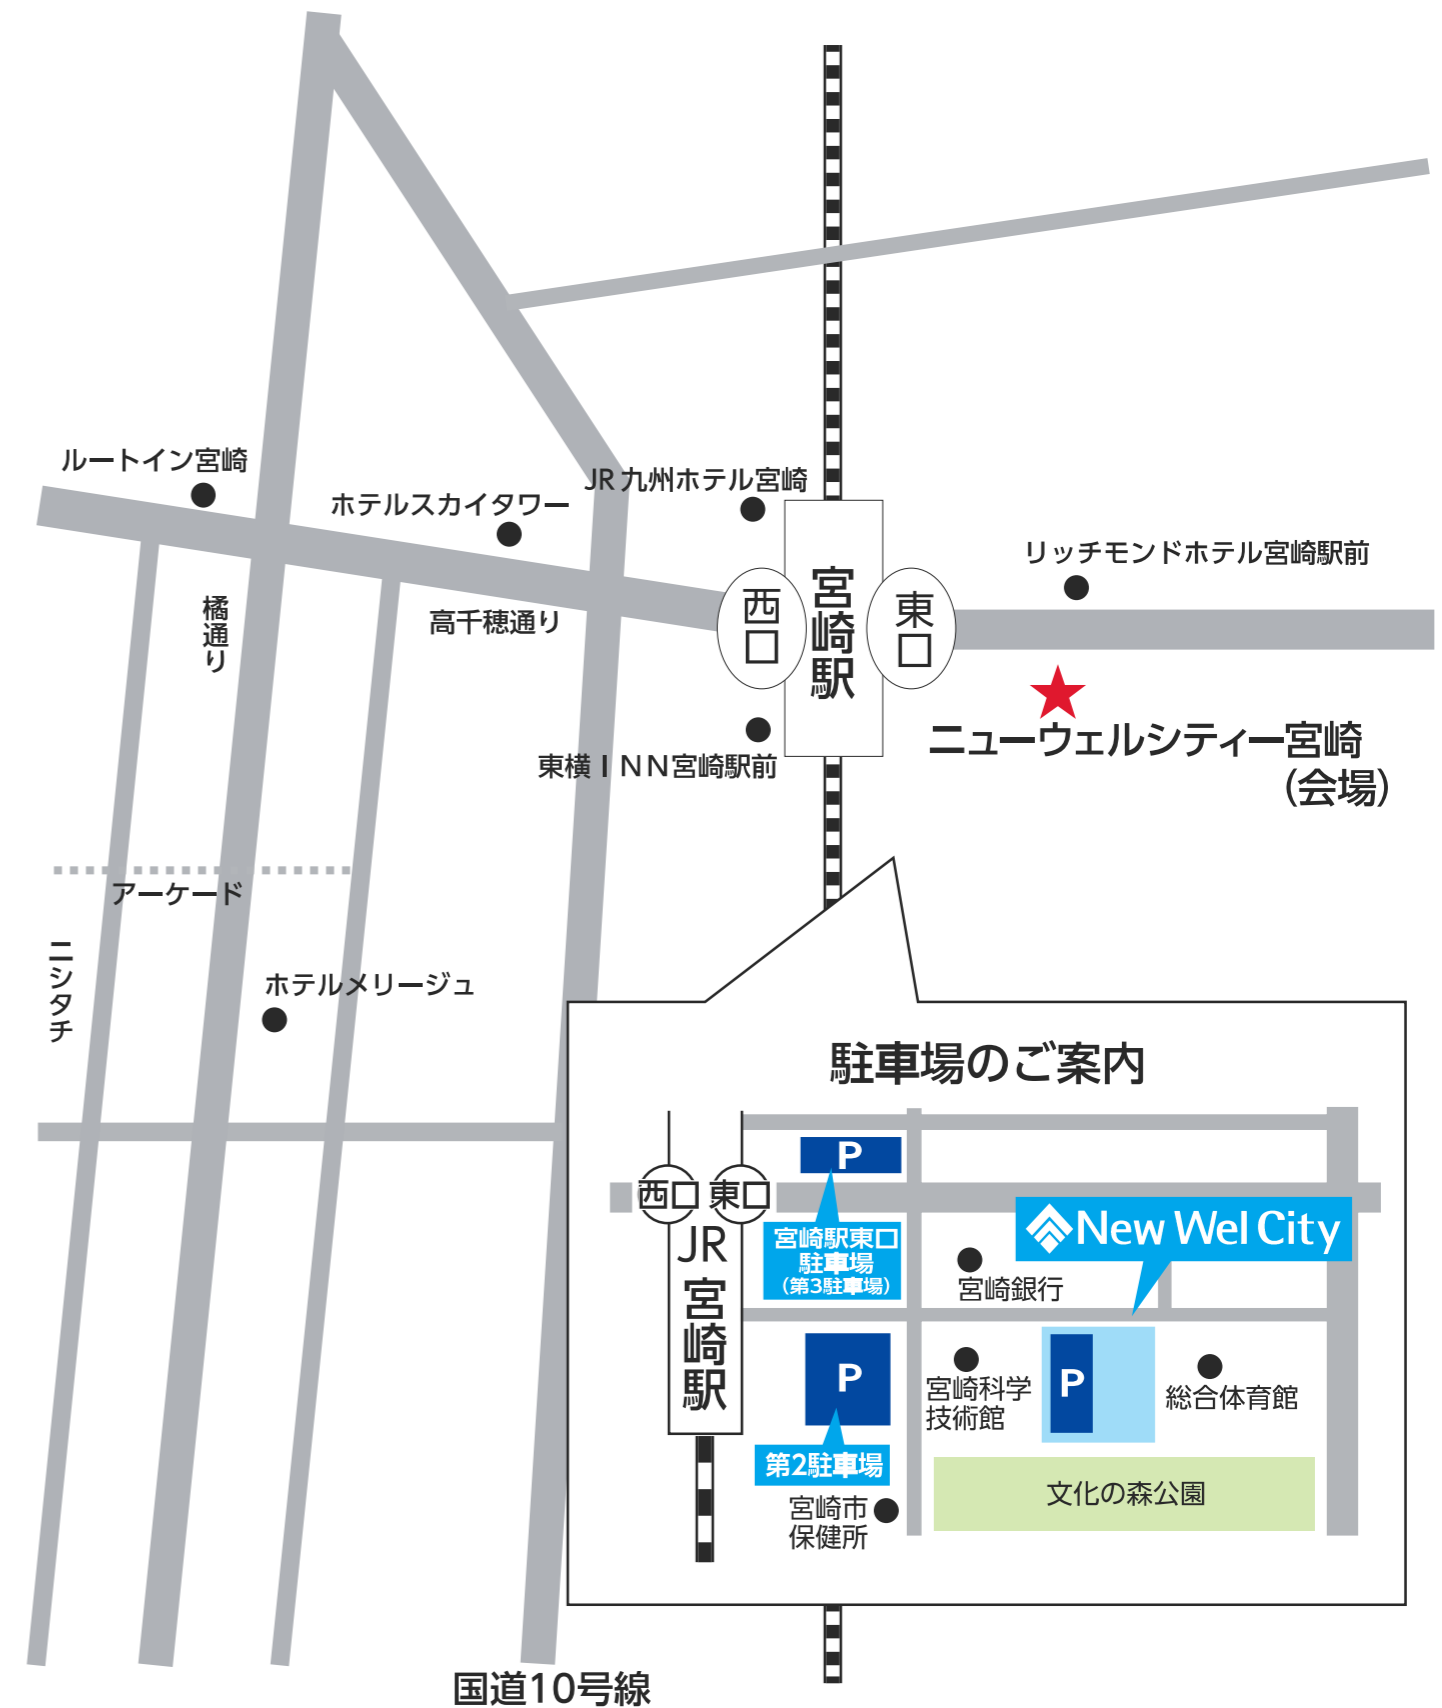 ルートイン宮崎
ホテルスカイタワー
JR 九州ホテル宮崎
リッチモンドホテル宮崎駅前
橘通り
高千穂通り
西口
宮崎駅
東口
東横ＩＮＮ宮崎駅前
ニューウェルシティー宮崎
(会場)
アーケード
ニシタチ
ホテルメリージュ
駐車場のご案内
P
西口
東口
宮崎駅東口
駐車場
(第3駐車場)
JR
宮崎駅
New Wel City
宮崎銀行
P
第2駐車場
宮崎科学
技術館
P
総合体育館
文化の森公園
宮崎市
保健所
国道10号線